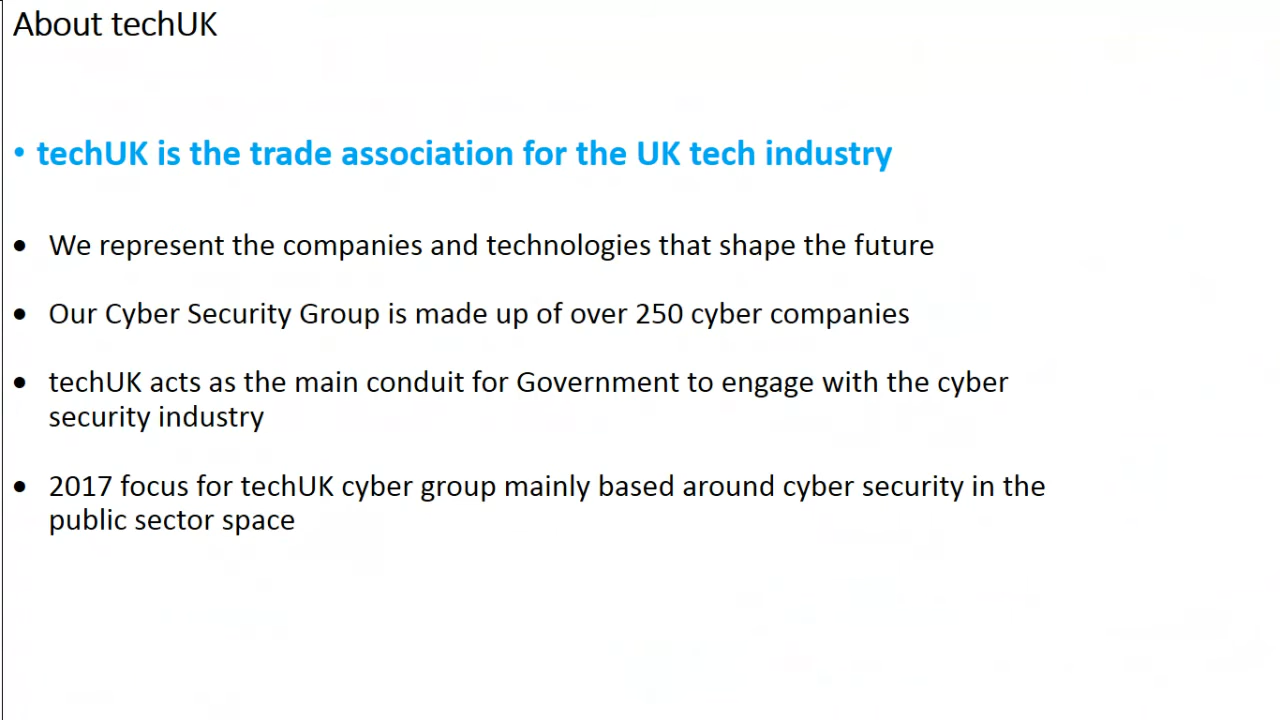 About techUK
• techUK is the trade association for the UK tech industry
• We represent the companies and technologies that shape the future
• Our Cyber Security Group is made up of over 250 cyber companies
• techUK acts as the main conduit for Government to engage with the cyber
security industry
• 2017 focus for techUK cyber group mainly based around cyber security in the
public sector space